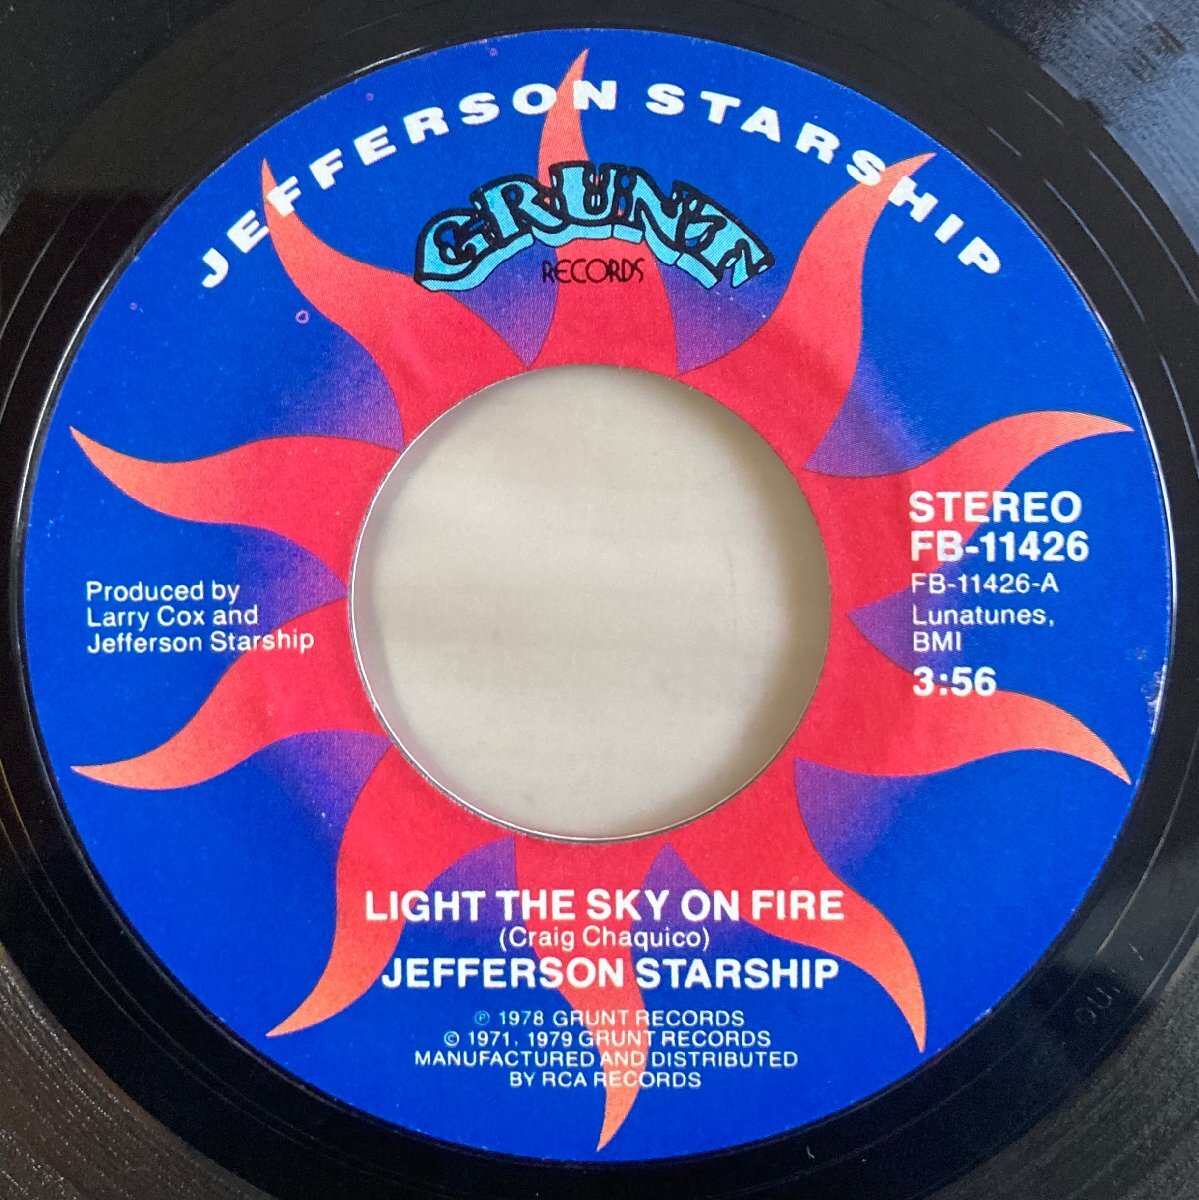 JEFFERSON STARSHIP
GRUNT
RECORDS
STEREO
FB-11426
FB-11426-A
Lunatunes,
BMI
3:56
Produced by
Larry Cox and
Jefferson Starship
LIGHT THE SKY ON FIRE
(Craig Chaquico)
JEFFERSON STARSHIP
℗ 1978 GRUNT RECORDS
© 1971, 1979 GRUNT RECORDS
MANUFACTURED AND DISTRIBUTED
BY RCA RECORDS